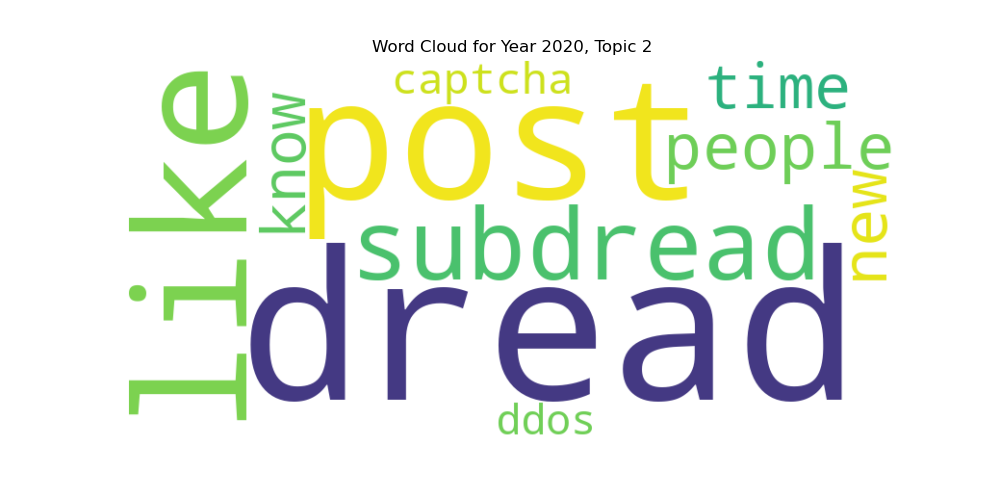 Word Cloud for Year 2020, Topic 2
captcha
time
like
know
post
people
new
subdread
dread
ddos